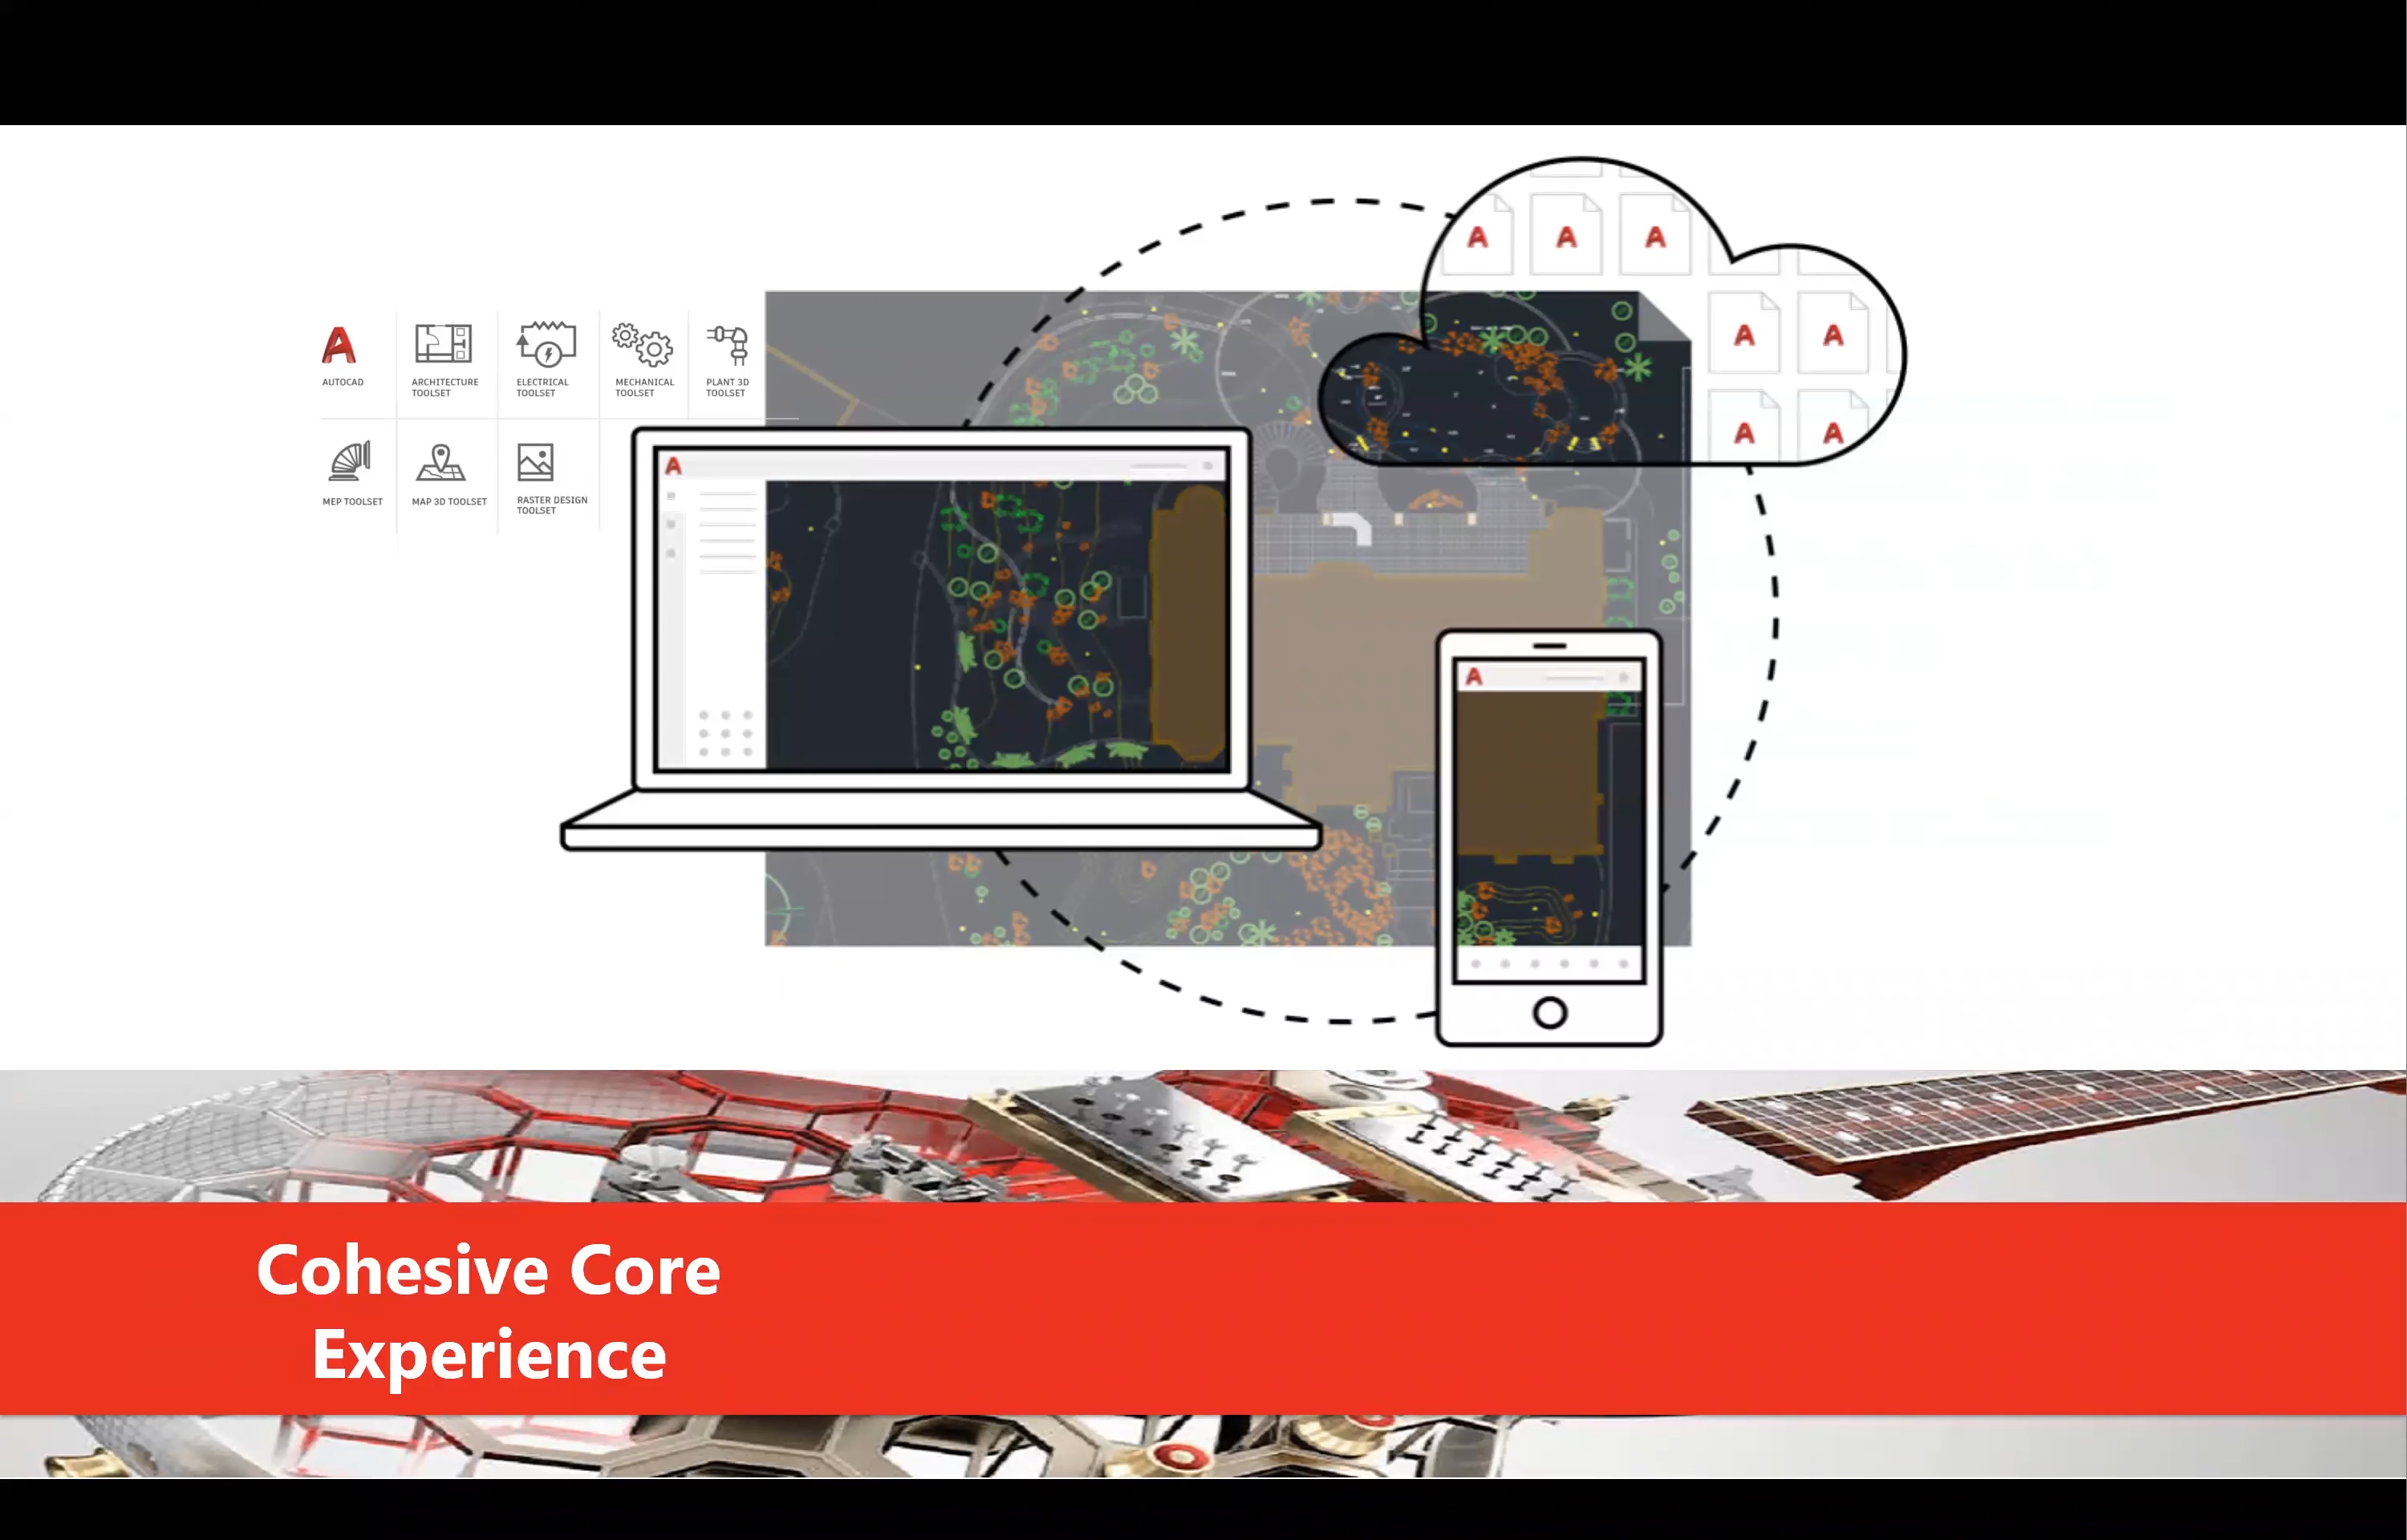 AUTOCAD
ARCHITECTURE
TOOLSET
ELECTRICAL
TOOLSET
MECHANICAL
TOOLSET
PLANT 3D
TOOLSET
MEP TOOLSET
MAP 3D TOOLSET
RASTER DESIGN
TOOLSET
A
A
A
A
A
A
A
A
A
Cohesive Core
Experience